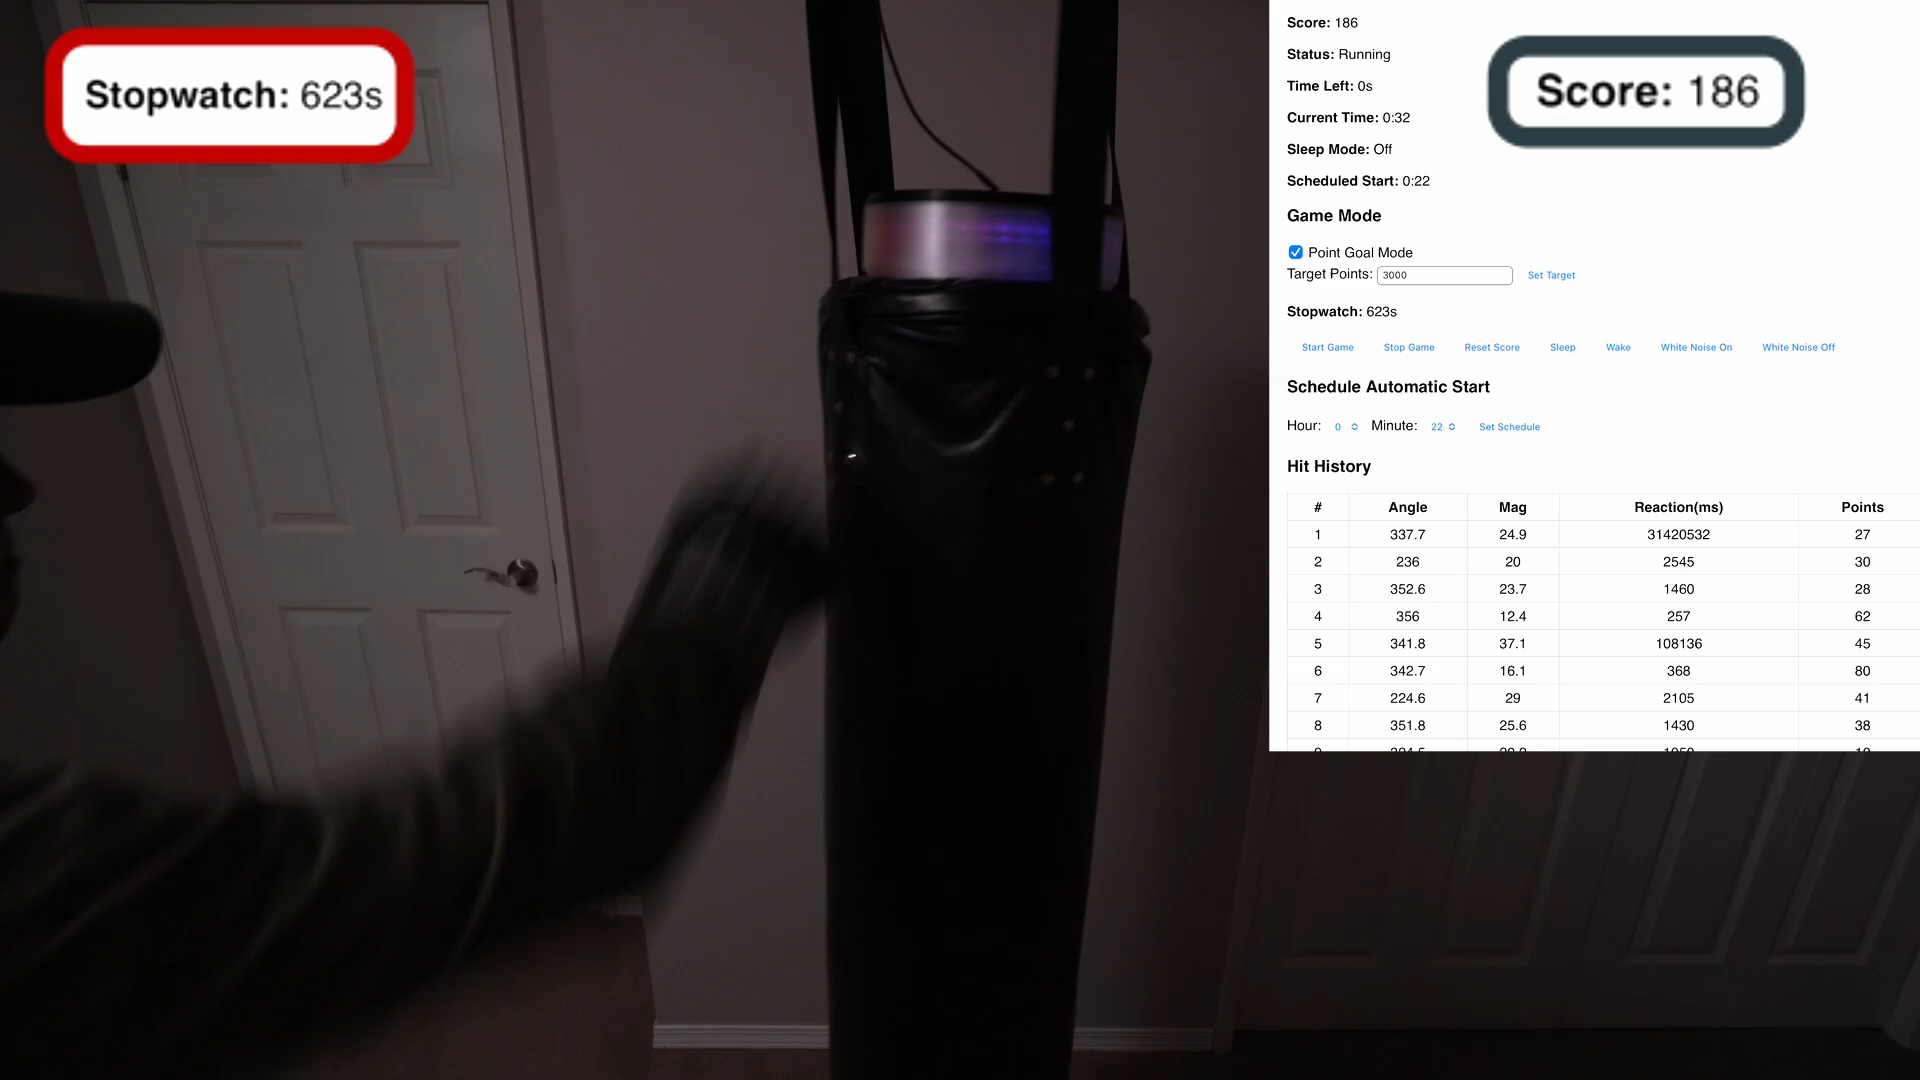 Stopwatch: 623s
Score: 186
Score: 186
Status: Running
Time Left: 0s
Current Time: 0:32
Sleep Mode: Off
Scheduled Start: 0:22
Game Mode
Point Goal Mode
Target Points: 3000 Set Target
Stopwatch: 623s
Start Game Stop Game Reset Score Sleep Wake White Noise On White Noise Off
Schedule Automatic Start
Hour: 0 Minute: 22 Set Schedule
Hit History
# Angle Mag Reaction(ms) Points
1 337.7 24.9 31420532 27
2 236 20 2545 30
3 352.6 23.7 1460 28
4 356 12.4 257 62
5 341.8 37.1 108136 45
6 342.7 16.1 368 80
7 224.6 29 2105 41
8 351.8 25.6 1430 38